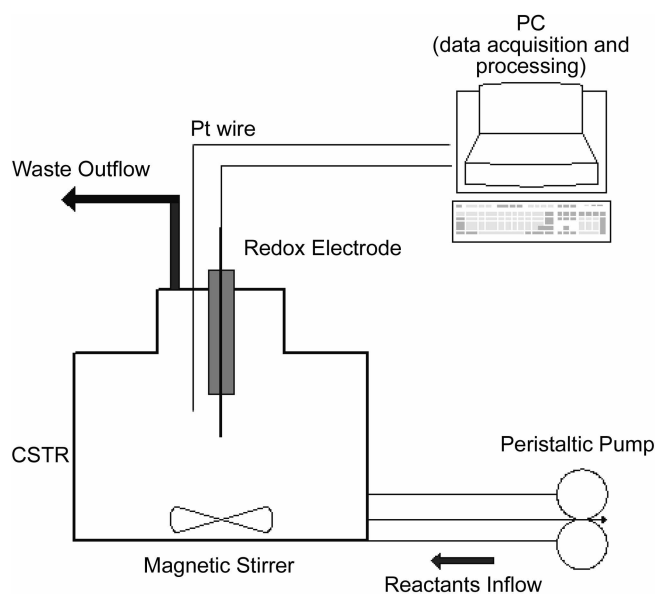 PC
(data acquisition and
processing)
Pt wire
Waste Outflow
Redox Electrode
CSTR
Peristaltic Pump
Magnetic Stirrer
Reactants Inflow